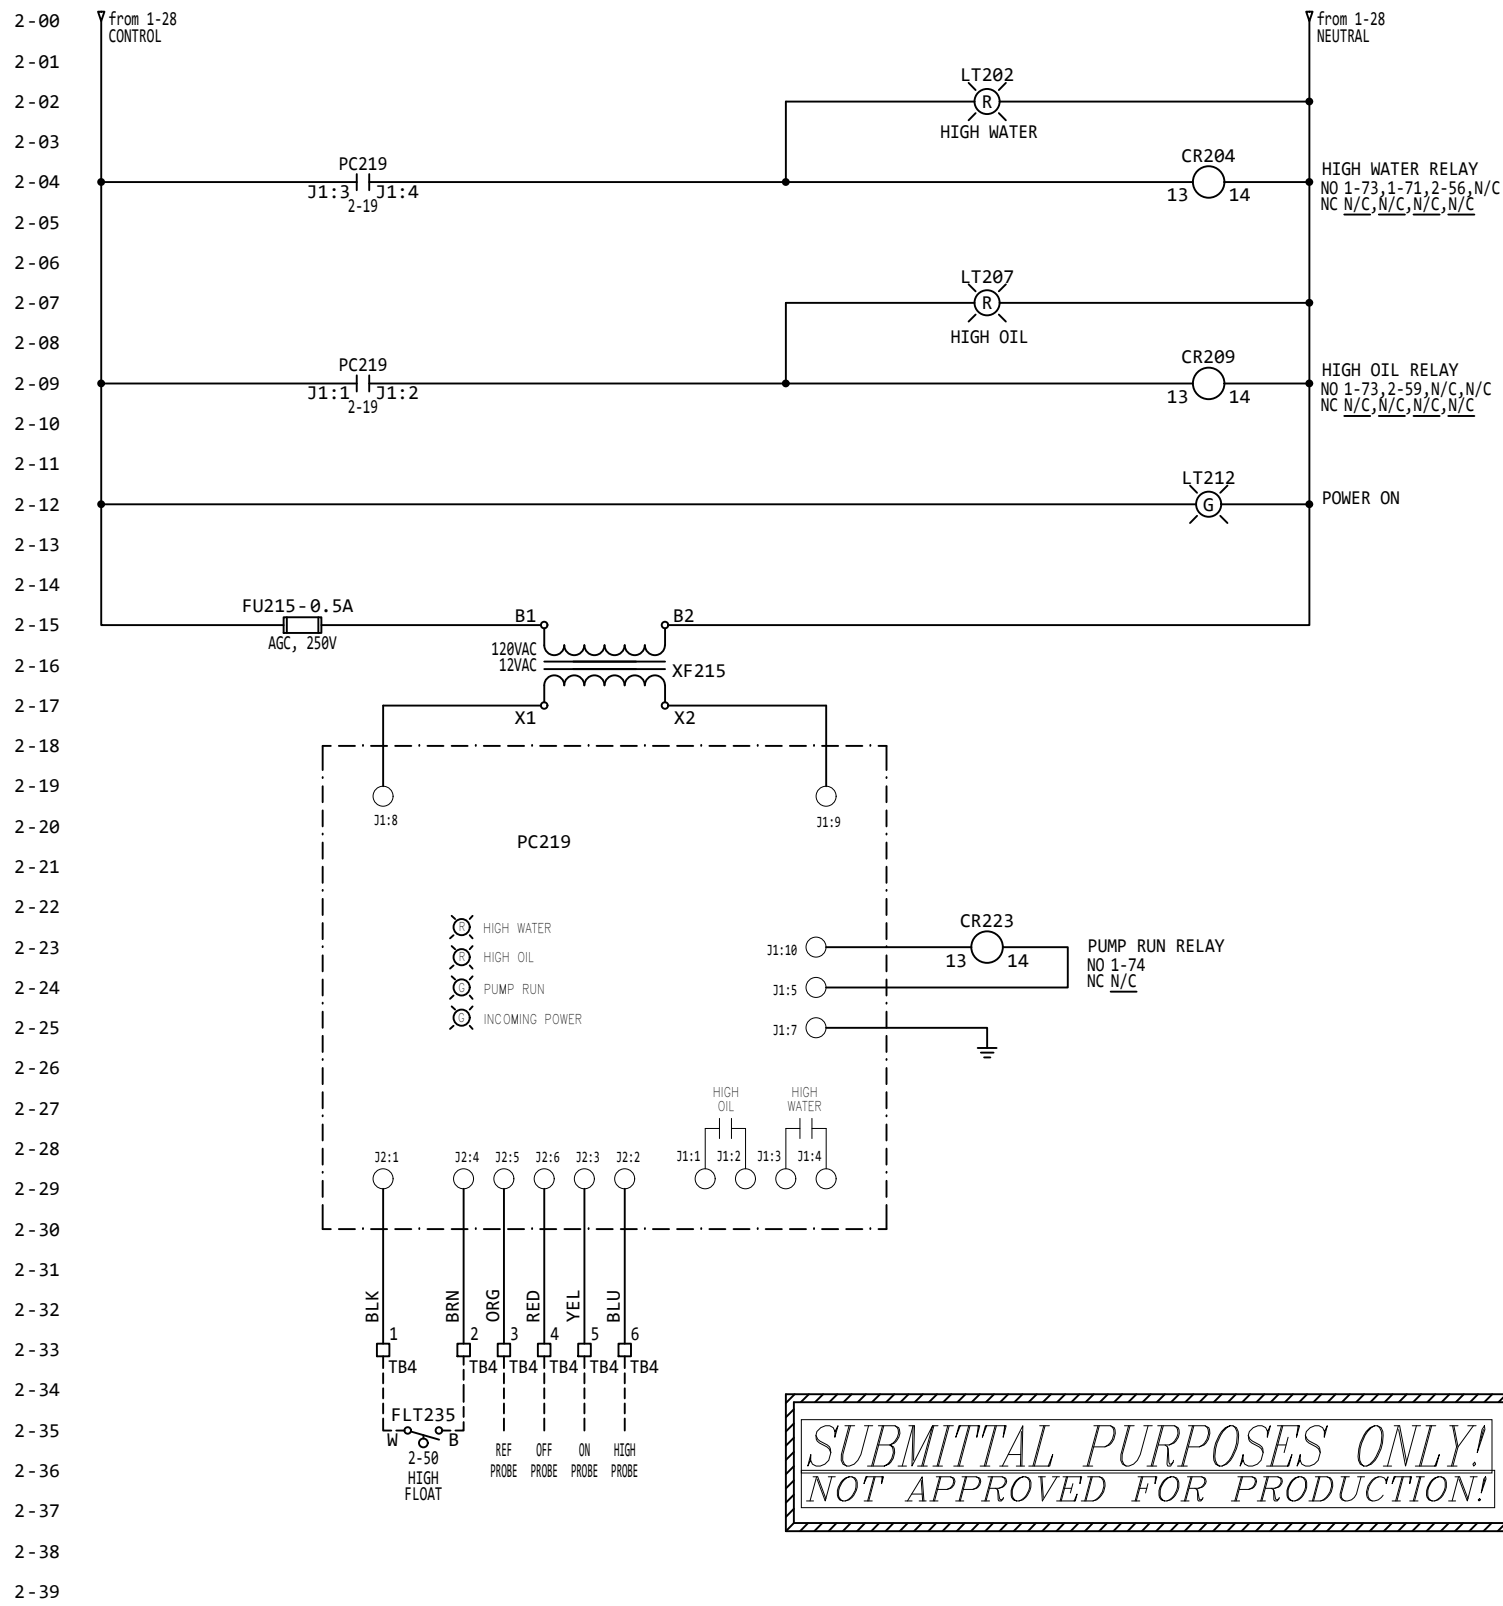 2-00
from 1-28
CONTROL
from 1-28
NEUTRAL
2-01
LT202
2-02
R
HIGH WATER
2-03
PC219
CR204
2-04
J1:3
J1:4
2-19
13
14
HIGH WATER RELAY
NO 1-73,1-71,2-56,N/C
NC N/C,N/C,N/C,N/C
2-05
2-06
LT207
2-07
R
HIGH OIL
2-08
PC219
CR209
2-09
J1:1
J1:2
2-19
13
14
HIGH OIL RELAY
NO 1-73,2-59,N/C,N/C
NC N/C,N/C,N/C,N/C
2-10
2-11
LT212
2-12
G
POWER ON
2-13
2-14
FU215-0.5A
2-15
AGC, 250V
B1
B2
120VAC
12VAC
2-16
XF215
2-17
X1
X2
2-18
2-19
J1:8
J1:9
2-20
PC219
2-21
2-22
R HIGH WATER
CR223
2-23
J1:10
13
14
PUMP RUN RELAY
NO 1-74
NC N/C
R HIGH OIL
2-24
G PUMP RUN
J1:5
2-25
G INCOMING POWER
J1:7
2-26
2-27
HIGH
OIL
HIGH
WATER
2-28
J2:1
J2:4
J2:5
J2:6
J2:3
J2:2
J1:1
J1:2
J1:3
J1:4
2-29
2-30
2-31
2-32
BLK
BRN
ORG
RED
YEL
BLU
2-33
1
2
3
4
5
6
TB4
TB4
TB4
TB4
TB4
TB4
2-34
FLT235
2-35
W
B
2-50
HIGH
FLOAT
REF
PROBE
OFF
PROBE
ON
PROBE
HIGH
PROBE
2-36
SUBMITTAL PURPOSES ONLY!
NOT APPROVED FOR PRODUCTION!
2-37
2-38
2-39